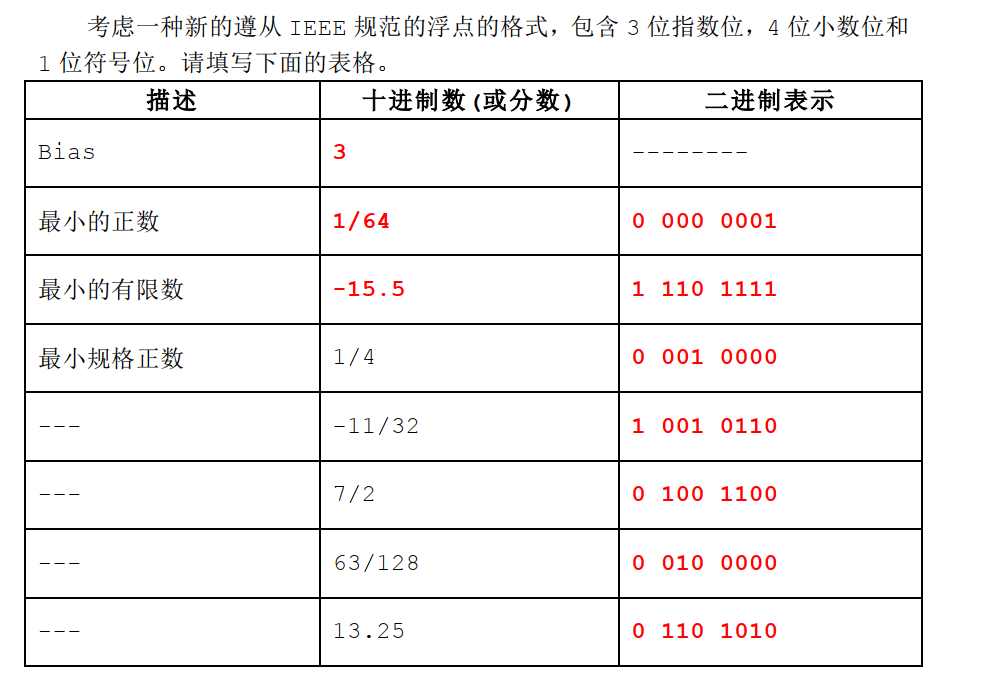 考虑一种新的遵从 IEEE 规范的浮点的格式，包含 3 位指数位，4 位小数位和
1 位符号位。请填写下面的表格。
描述 十进制数(或分数) 二进制表示
Bias 3 --------
最小的正数 1/64 0 000 0001
最小的有限数 -15.5 1 110 1111
最小规格正数 1/4 0 001 0000
--- -11/32 1 001 0110
--- 7/2 0 100 1100
--- 63/128 0 010 0000
--- 13.25 0 110 1010